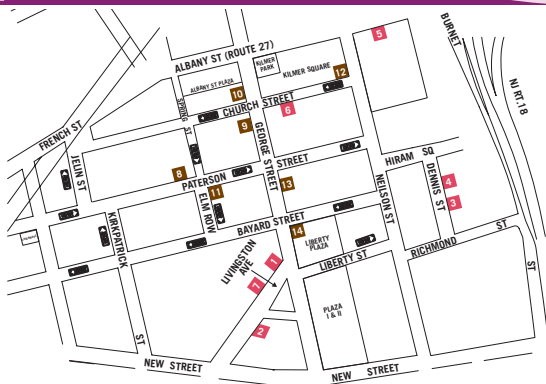 BURNET
5
ALBANY ST (ROUTE 27)
KILMER
PARK
KILMER SQUARE
12
NJ RT.18
ALBANY ST PLAZA
10
SPRING ST
CHURCH STREET
6
FRENCH ST
9
GEORGE STREET
HIRAM SQ
JELIN ST
8
PATERSON STREET
DENNIS ST
4
3
11
13
ELM ROW
NEILSON ST
KIRKPATRICK ST
BAYARD STREET
14
LIBERTY
PLAZA
RICHMOND ST
LIVINGSTON
AVE
1
LIBERTY ST
7
ST
PLAZA
I & II
2
NEW STREET
NEW STREET